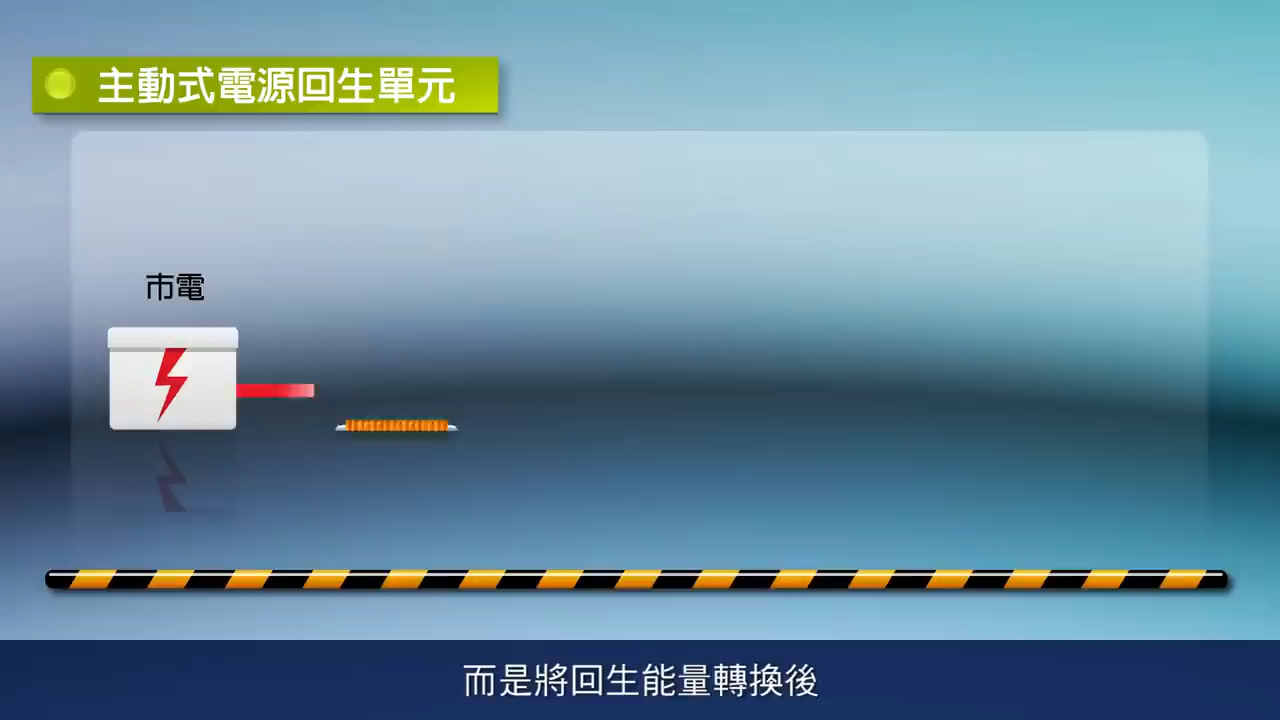 主動式電源回生單元
市電
而是將回生能量轉換後